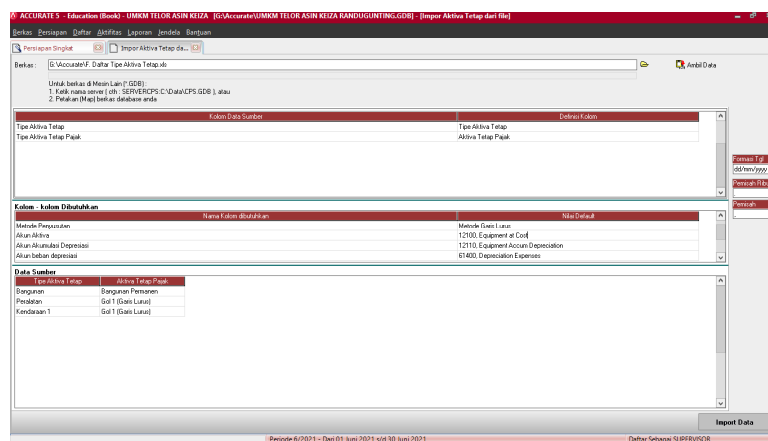 ACCURATE 5 - Education (Book) - UMKM TELOR ASIN KEIZA [G:\Accurate\UMKM TELOR ASIN KEIZA RANDUGUNTING.GDB] - [Impor Aktiva Tetap dari file]
Berkas Persiapan Daftar Aktifitas Laporan Jendela Bantuan
Persiapan Singkat Impor Aktiva Tetap da...
Berkas : G:\Accurate\F. Daftar Tipe Aktiva Tetap.xls Ambil Data
Untuk berkas di Mesin Lain (*.GDB) :
1. Ketik nama server ( cth : SERVERCPS:C:\Data\CPS.GDB ), atau
2. Petakan (Map) berkas database anda
Kolom Data Sumber Definisi Kolom
Tipe Aktiva Tetap Tipe Aktiva Tetap
Tipe Aktiva Tetap Pajak Aktiva Tetap Pajak
Formasi Tgl
dd/mm/yyyy
Pemisah Ribu
Pemisah
Kolom - kolom Dibutuhkan
Nama Kolom dibutuhkan Nilai Default
Metode Penyusutan Metode Garis Lurus
Akun Aktiva 12100, Equipment at Cost
Akun Akumulasi Depresiasi 12110, Equipment Accum Depreciation
Akun beban depresiasi 61400, Depreciation Expenses
Data Sumber
Tipe Aktiva Tetap Aktiva Tetap Pajak
Bangunan Bangunan Permanen
Peralatan Gol 1 (Garis Lurus)
Kendaraan 1 Gol 1 (Garis Lurus)
Import Data
Periode 6/2021 - Dari 01 Juni 2021 s/d 30 Juni 2021 Daftar Sebagai SUPERVISOR